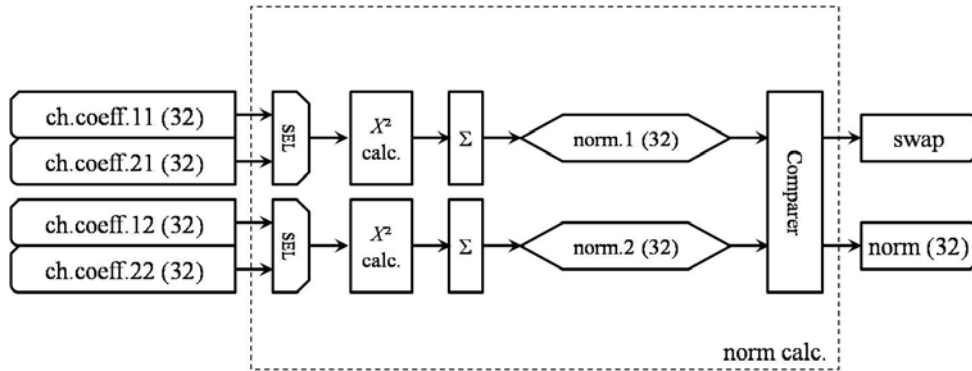 ch.coeff.11 (32)
ch.coeff.21 (32)
SEL
X² calc.
Σ
norm.1 (32)
Comparer
swap
ch.coeff.12 (32)
ch.coeff.22 (32)
SEL
X² calc.
Σ
norm.2 (32)
norm (32)
norm calc.